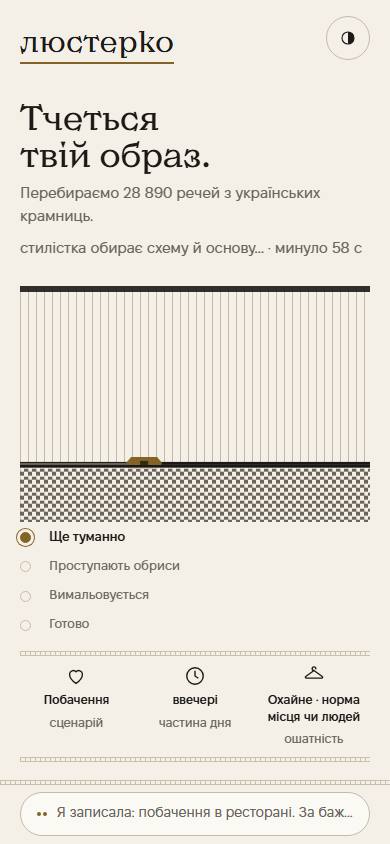 люстерко
Тчеться
твій образ.
Перебираємо 28 890 речей з українських
крамниць.
стилістка обирає схему й основу... · минуло 58 с
Ще туманно
Проступають обриси
Вимальовується
Готово
Побачення
сценарій
ввечері
частина дня
Охайне · норма
місця чи людей
ошатність
Я записала: побачення в ресторані. За баж...